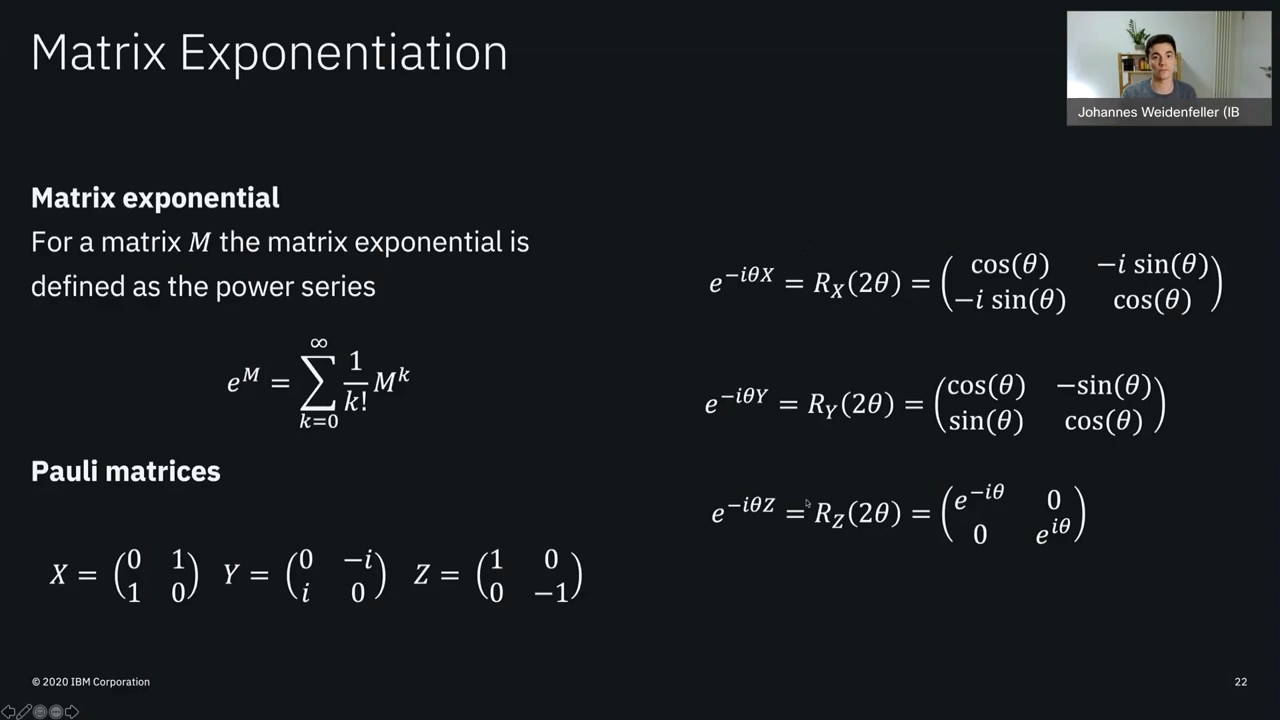 Matrix Exponentiation
Johannes Weidenfeller (IB
Matrix exponential
For a matrix M the matrix exponential is
defined as the power series
e^M = ∑_{k=0}^{∞} 1/k! M^k
Pauli matrices
X = (0 1; 1 0) Y = (0 −i; i 0) Z = (1 0; 0 −1)
e^{−iθX} = R_X(2θ) = (cos(θ) −i sin(θ); −i sin(θ) cos(θ))
e^{−iθY} = R_Y(2θ) = (cos(θ) −sin(θ); sin(θ) cos(θ))
e^{−iθZ} = R_Z(2θ) = (e^{−iθ} 0; 0 e^{iθ})
© 2020 IBM Corporation
22